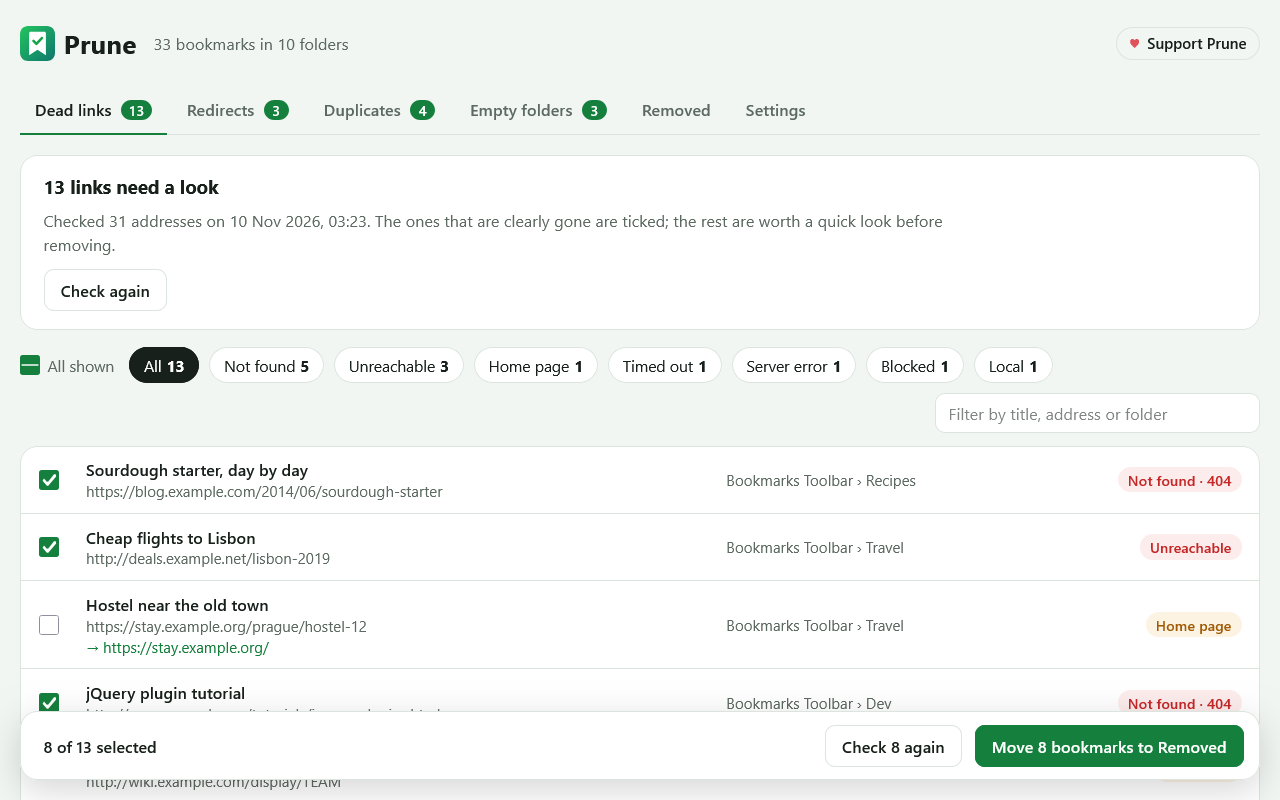 Prune
33 bookmarks in 10 folders
Support Prune
Dead links 13
Redirects 3
Duplicates 4
Empty folders 3
Removed
Settings
13 links need a look
Checked 31 addresses on 10 Nov 2026, 03:23. The ones that are clearly gone are ticked; the rest are worth a quick look before
removing.
Check again
All shown
All 13
Not found 5
Unreachable 3
Home page 1
Timed out 1
Server error 1
Blocked 1
Local 1
Filter by title, address or folder
Sourdough starter, day by day
https://blog.example.com/2014/06/sourdough-starter
Bookmarks Toolbar › Recipes
Not found · 404
Cheap flights to Lisbon
http://deals.example.net/lisbon-2019
Bookmarks Toolbar › Travel
Unreachable
Hostel near the old town
https://stay.example.org/prague/hostel-12
→ https://stay.example.org/
Bookmarks Toolbar › Travel
Home page
jQuery plugin tutorial
Bookmarks Toolbar › Dev
Not found · 404
8 of 13 selected
Check 8 again
Move 8 bookmarks to Removed
http://wiki.example.com/display/TEAM